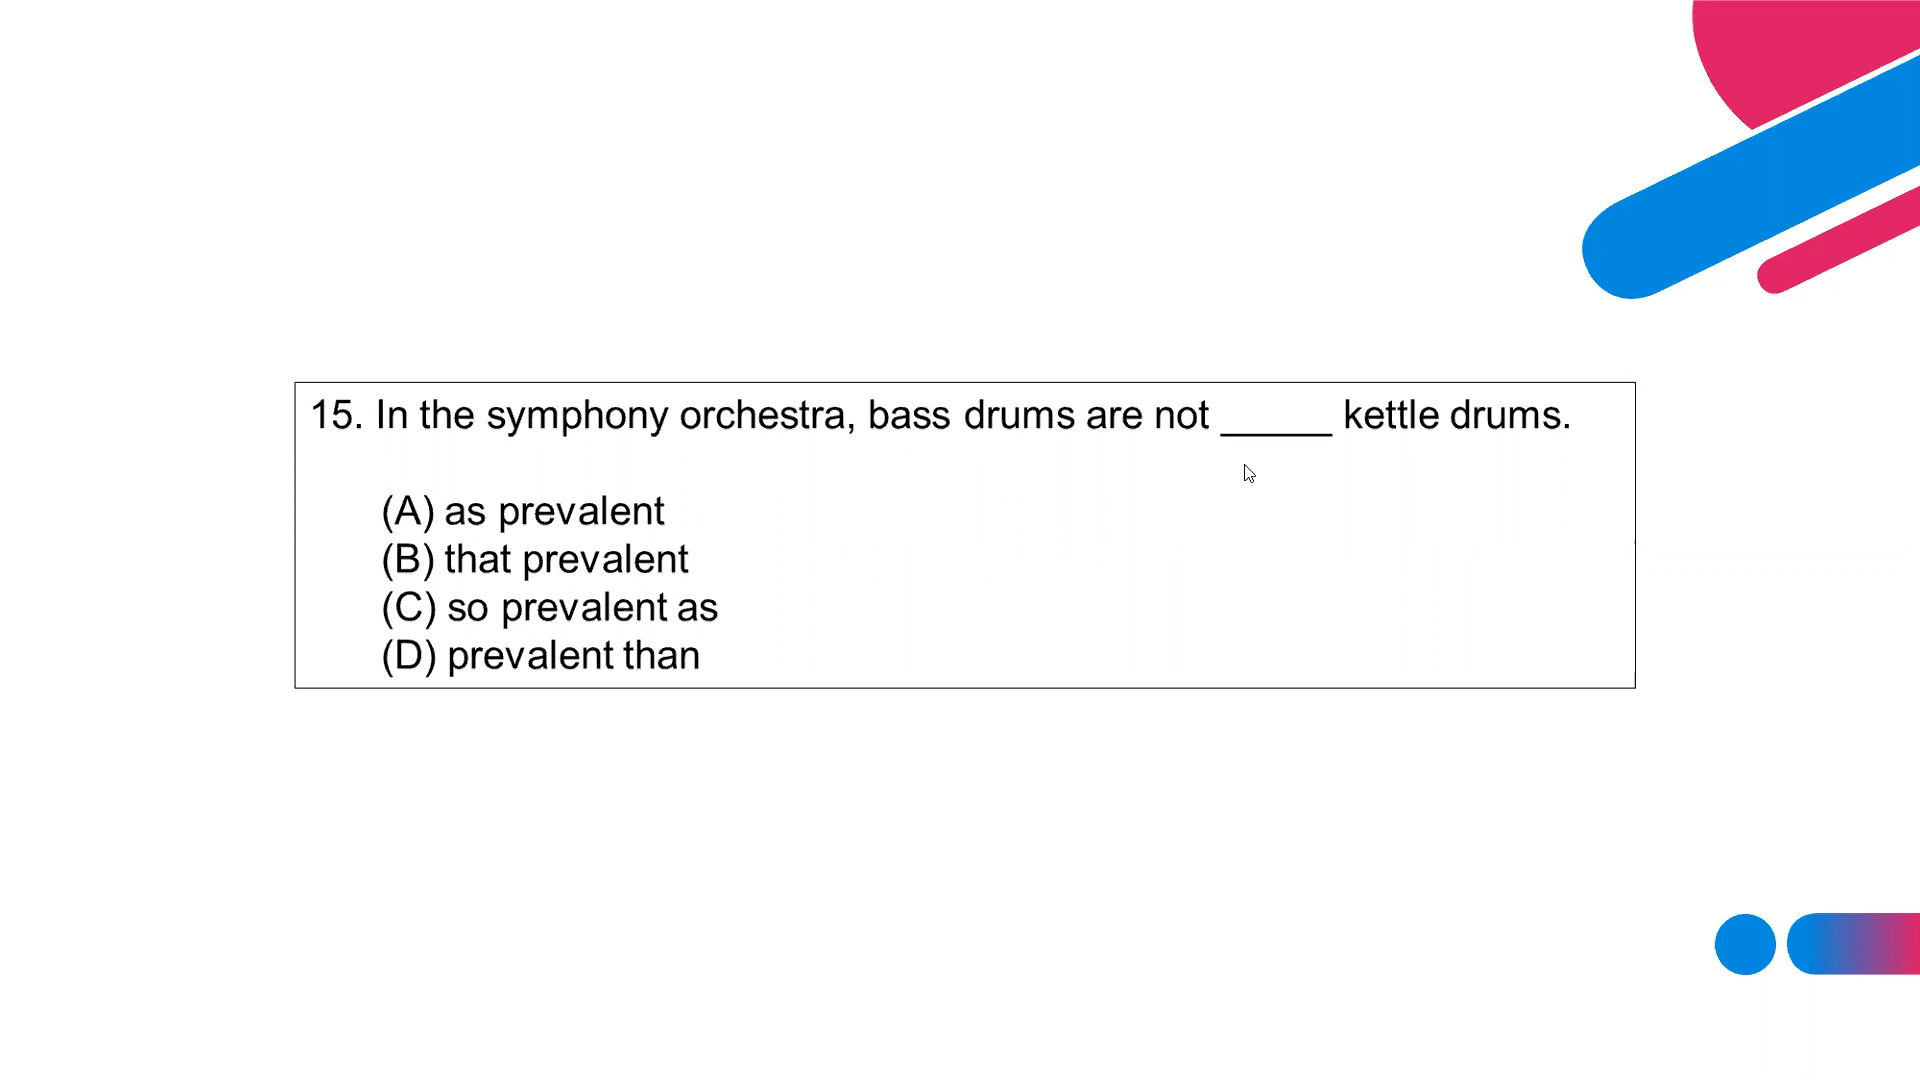 15. In the symphony orchestra, bass drums are not _____ kettle drums.
(A) as prevalent
(B) that prevalent
(C) so prevalent as
(D) prevalent than